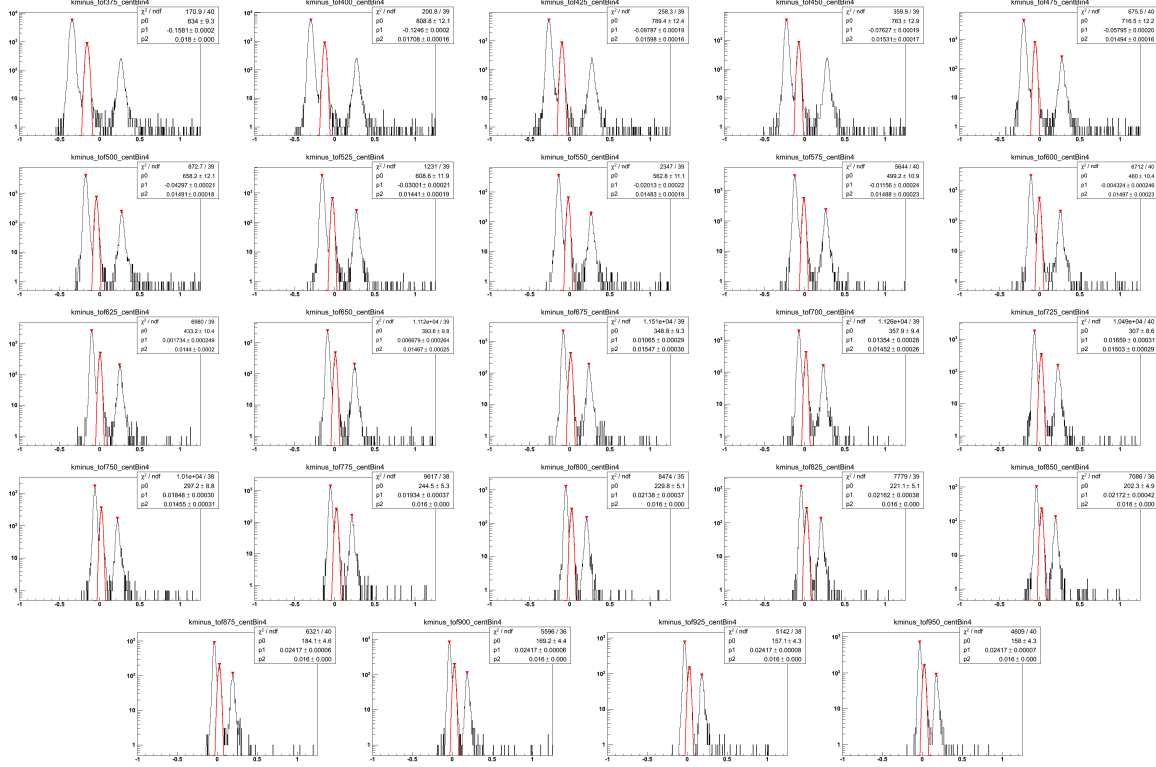 kminus_tof375_centBin4
χ² / ndf 170.9 / 40
p0 834 ± 9.3
p1 -0.1581 ± 0.0002
p2 0.018 ± 0.000
kminus_tof400_centBin4
χ² / ndf 200.8 / 39
p0 808.8 ± 12.1
p1 -0.1246 ± 0.0002
p2 0.01708 ± 0.00016
kminus_tof425_centBin4
χ² / ndf 258.3 / 39
p0 789.4 ± 12.4
p1 -0.09787 ± 0.00019
p2 0.01598 ± 0.00016
kminus_tof450_centBin4
χ² / ndf 359.9 / 39
p0 763 ± 12.9
p1 -0.07627 ± 0.00019
p2 0.01531 ± 0.00017
kminus_tof475_centBin4
χ² / ndf 675.5 / 40
p0 716.5 ± 12.2
p1 -0.05795 ± 0.00020
p2 0.01494 ± 0.00016
kminus_tof500_centBin4
χ² / ndf 872.7 / 39
p0 658.2 ± 12.1
p1 -0.04297 ± 0.00021
p2 0.01491 ± 0.00018
kminus_tof525_centBin4
χ² / ndf 1231 / 39
p0 608.6 ± 11.9
p1 -0.03001 ± 0.00021
p2 0.01441 ± 0.00019
kminus_tof550_centBin4
χ² / ndf 2347 / 39
p0 562.8 ± 11.1
p1 -0.02013 ± 0.00022
p2 0.01483 ± 0.00019
kminus_tof575_centBin4
χ² / ndf 5644 / 40
p0 499.2 ± 10.9
p1 -0.01156 ± 0.00024
p2 0.01488 ± 0.00023
kminus_tof600_centBin4
χ² / ndf 6712 / 40
p0 460 ± 10.4
p1 -0.004324 ± 0.000246
p2 0.01497 ± 0.00023
kminus_tof625_centBin4
χ² / ndf 6980 / 39
p0 433.2 ± 10.4
p1 0.001734 ± 0.000249
p2 0.0144 ± 0.0002
kminus_tof650_centBin4
χ² / ndf 1.112e+04 / 39
p0 393.6 ± 9.8
p1 0.006679 ± 0.000264
p2 0.01467 ± 0.00025
kminus_tof675_centBin4
χ² / ndf 1.151e+04 / 39
p0 348.8 ± 9.3
p1 0.01065 ± 0.00029
p2 0.01547 ± 0.00030
kminus_tof700_centBin4
χ² / ndf 1.126e+04 / 40
p0 357.9 ± 9.4
p1 0.01354 ± 0.00028
p2 0.01452 ± 0.00026
kminus_tof725_centBin4
χ² / ndf 1.049e+04 / 40
p0 307 ± 8.6
p1 0.01659 ± 0.00031
p2 0.01503 ± 0.00029
kminus_tof750_centBin4
χ² / ndf 1.01e+04 / 38
p0 297.2 ± 8.8
p1 0.01848 ± 0.00030
p2 0.01455 ± 0.00031
kminus_tof775_centBin4
χ² / ndf 9617 / 38
p0 244.5 ± 5.3
p1 0.01934 ± 0.00037
p2 0.016 ± 0.000
kminus_tof800_centBin4
χ² / ndf 8474 / 35
p0 229.8 ± 5.1
p1 0.02138 ± 0.00037
p2 0.016 ± 0.000
kminus_tof825_centBin4
χ² / ndf 7779 / 39
p0 221.1 ± 5.1
p1 0.02162 ± 0.00038
p2 0.016 ± 0.000
kminus_tof850_centBin4
χ² / ndf 7086 / 36
p0 202.3 ± 4.9
p1 0.02172 ± 0.00042
p2 0.016 ± 0.000
kminus_tof875_centBin4
χ² / ndf 6321 / 40
p0 184.1 ± 4.6
p1 0.02417 ± 0.00006
p2 0.016 ± 0.000
kminus_tof900_centBin4
χ² / ndf 5596 / 36
p0 169.2 ± 4.4
p1 0.02417 ± 0.00006
p2 0.016 ± 0.000
kminus_tof925_centBin4
χ² / ndf 5142 / 38
p0 157.1 ± 4.3
p1 0.02417 ± 0.00008
p2 0.016 ± 0.000
kminus_tof950_centBin4
χ² / ndf 4609 / 40
p0 158 ± 4.3
p1 0.02417 ± 0.00007
p2 0.016 ± 0.000